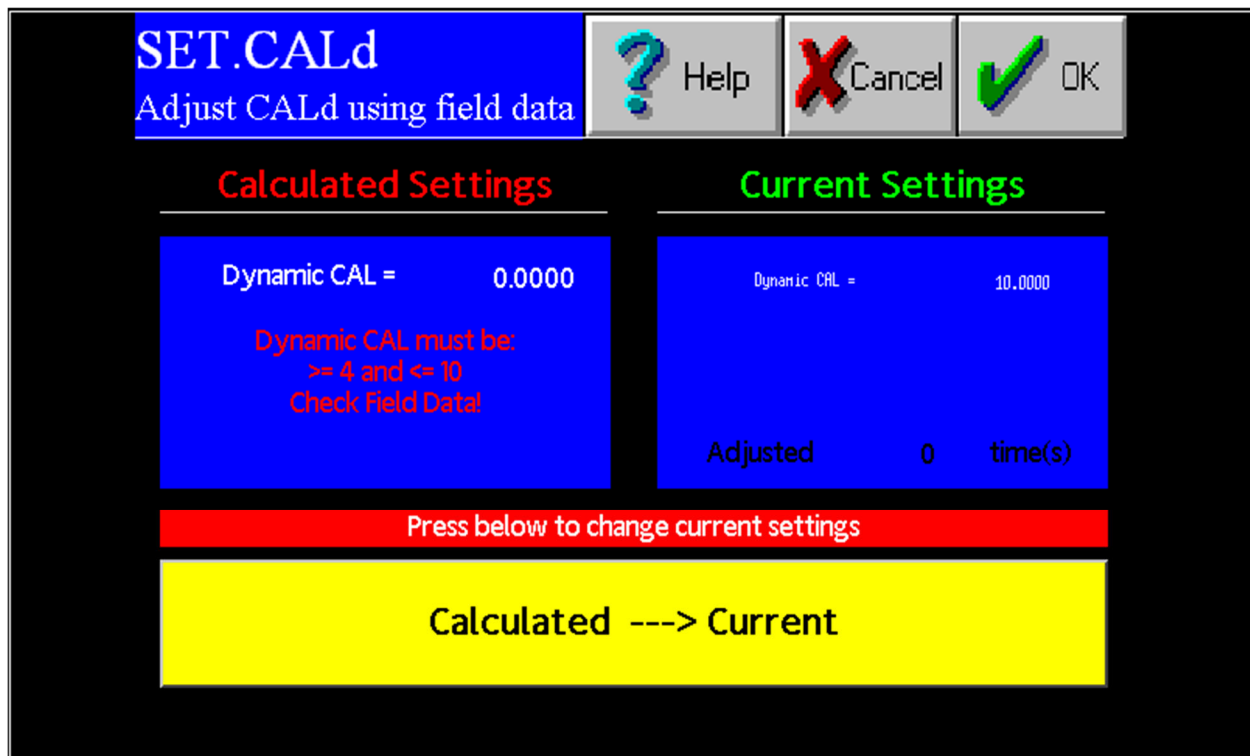 SET.CALd
Adjust CALd using field data
Help
Cancel
OK
Calculated Settings
Current Settings
Dynamic CAL = 0.0000
Dynamic CAL must be:
>= 4 and <= 10
Check Field Data!
Dynamic CAL = 10.0000
Adjusted 0 time(s)
Press below to change current settings
Calculated ---> Current